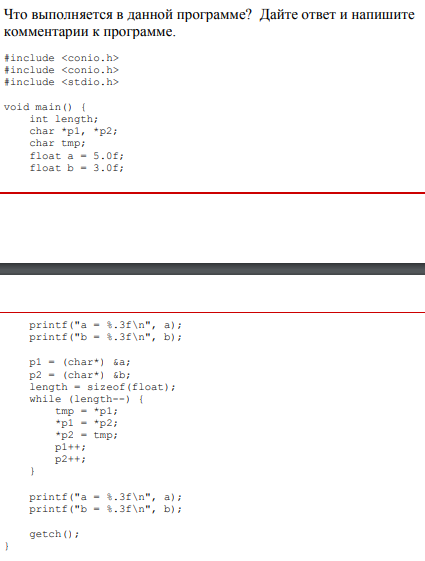 Что выполняется в данной программе? Дайте ответ и напишите
комментарии к программе.
#include <conio.h>
#include <conio.h>
#include <stdio.h>
void main() {
int length;
char *p1, *p2;
char tmp;
float a = 5.0f;
float b = 3.0f;
printf("a = %.3f\n", a);
printf("b = %.3f\n", b);
p1 = (char*) &a;
p2 = (char*) &b;
length = sizeof(float);
while (length--) {
tmp = *p1;
*p1 = *p2;
*p2 = tmp;
p1++;
p2++;
}
printf("a = %.3f\n", a);
printf("b = %.3f\n", b);
getch();
}